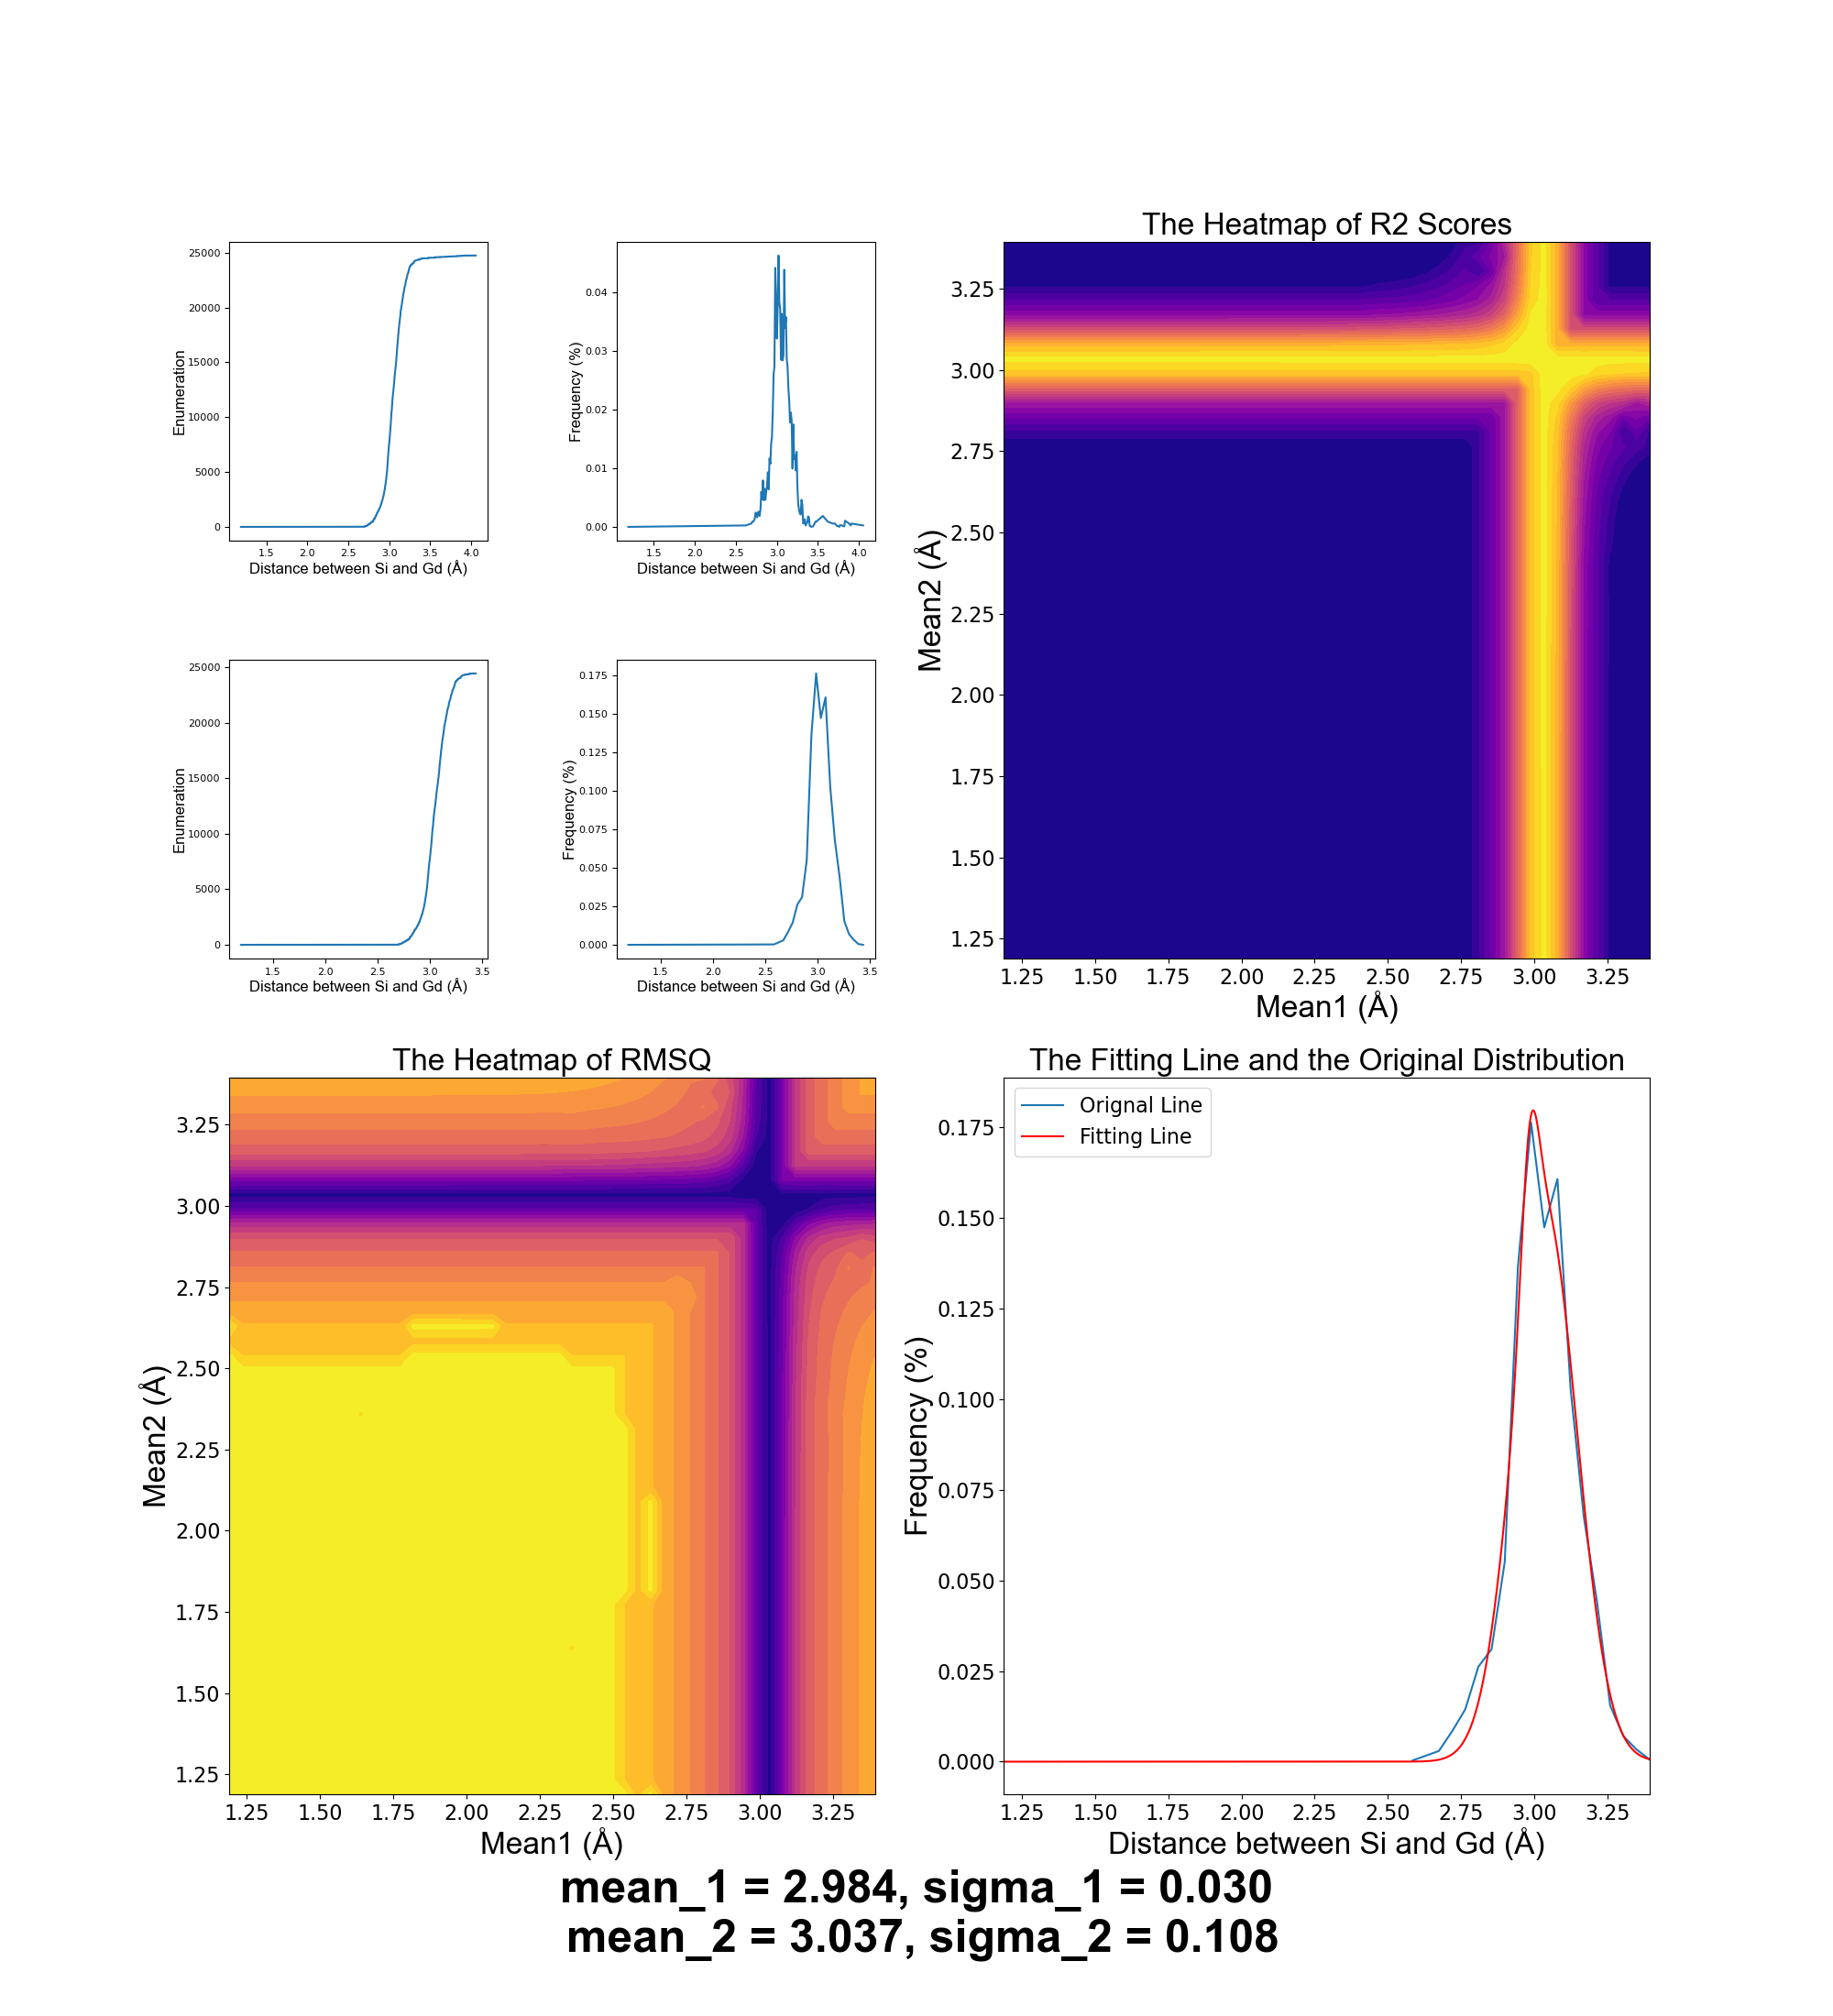 25000
20000
15000
10000
5000
0
Enumeration
1.5 2.0 2.5 3.0 3.5 4.0
Distance between Si and Gd (Å)
0.04
0.03
0.02
0.01
0.00
Frequency (%)
1.5 2.0 2.5 3.0 3.5 4.0
Distance between Si and Gd (Å)
The Heatmap of R2 Scores
3.25
3.00
2.75
2.50
2.25
2.00
1.75
1.50
1.25
Mean2 (Å)
1.25 1.50 1.75 2.00 2.25 2.50 2.75 3.00 3.25
Mean1 (Å)
25000
20000
15000
10000
5000
0
Enumeration
1.5 2.0 2.5 3.0 3.5
Distance between Si and Gd (Å)
0.175
0.150
0.125
0.100
0.075
0.050
0.025
0.000
Frequency (%)
1.5 2.0 2.5 3.0 3.5
Distance between Si and Gd (Å)
The Heatmap of RMSQ
3.25
3.00
2.75
2.50
2.25
2.00
1.75
1.50
1.25
Mean2 (Å)
1.25 1.50 1.75 2.00 2.25 2.50 2.75 3.00 3.25
Mean1 (Å)
The Fitting Line and the Original Distribution
Orignal Line
Fitting Line
0.175
0.150
0.125
0.100
0.075
0.050
0.025
0.000
Frequency (%)
1.25 1.50 1.75 2.00 2.25 2.50 2.75 3.00 3.25
Distance between Si and Gd (Å)
mean_1 = 2.984, sigma_1 = 0.030
mean_2 = 3.037, sigma_2 = 0.108